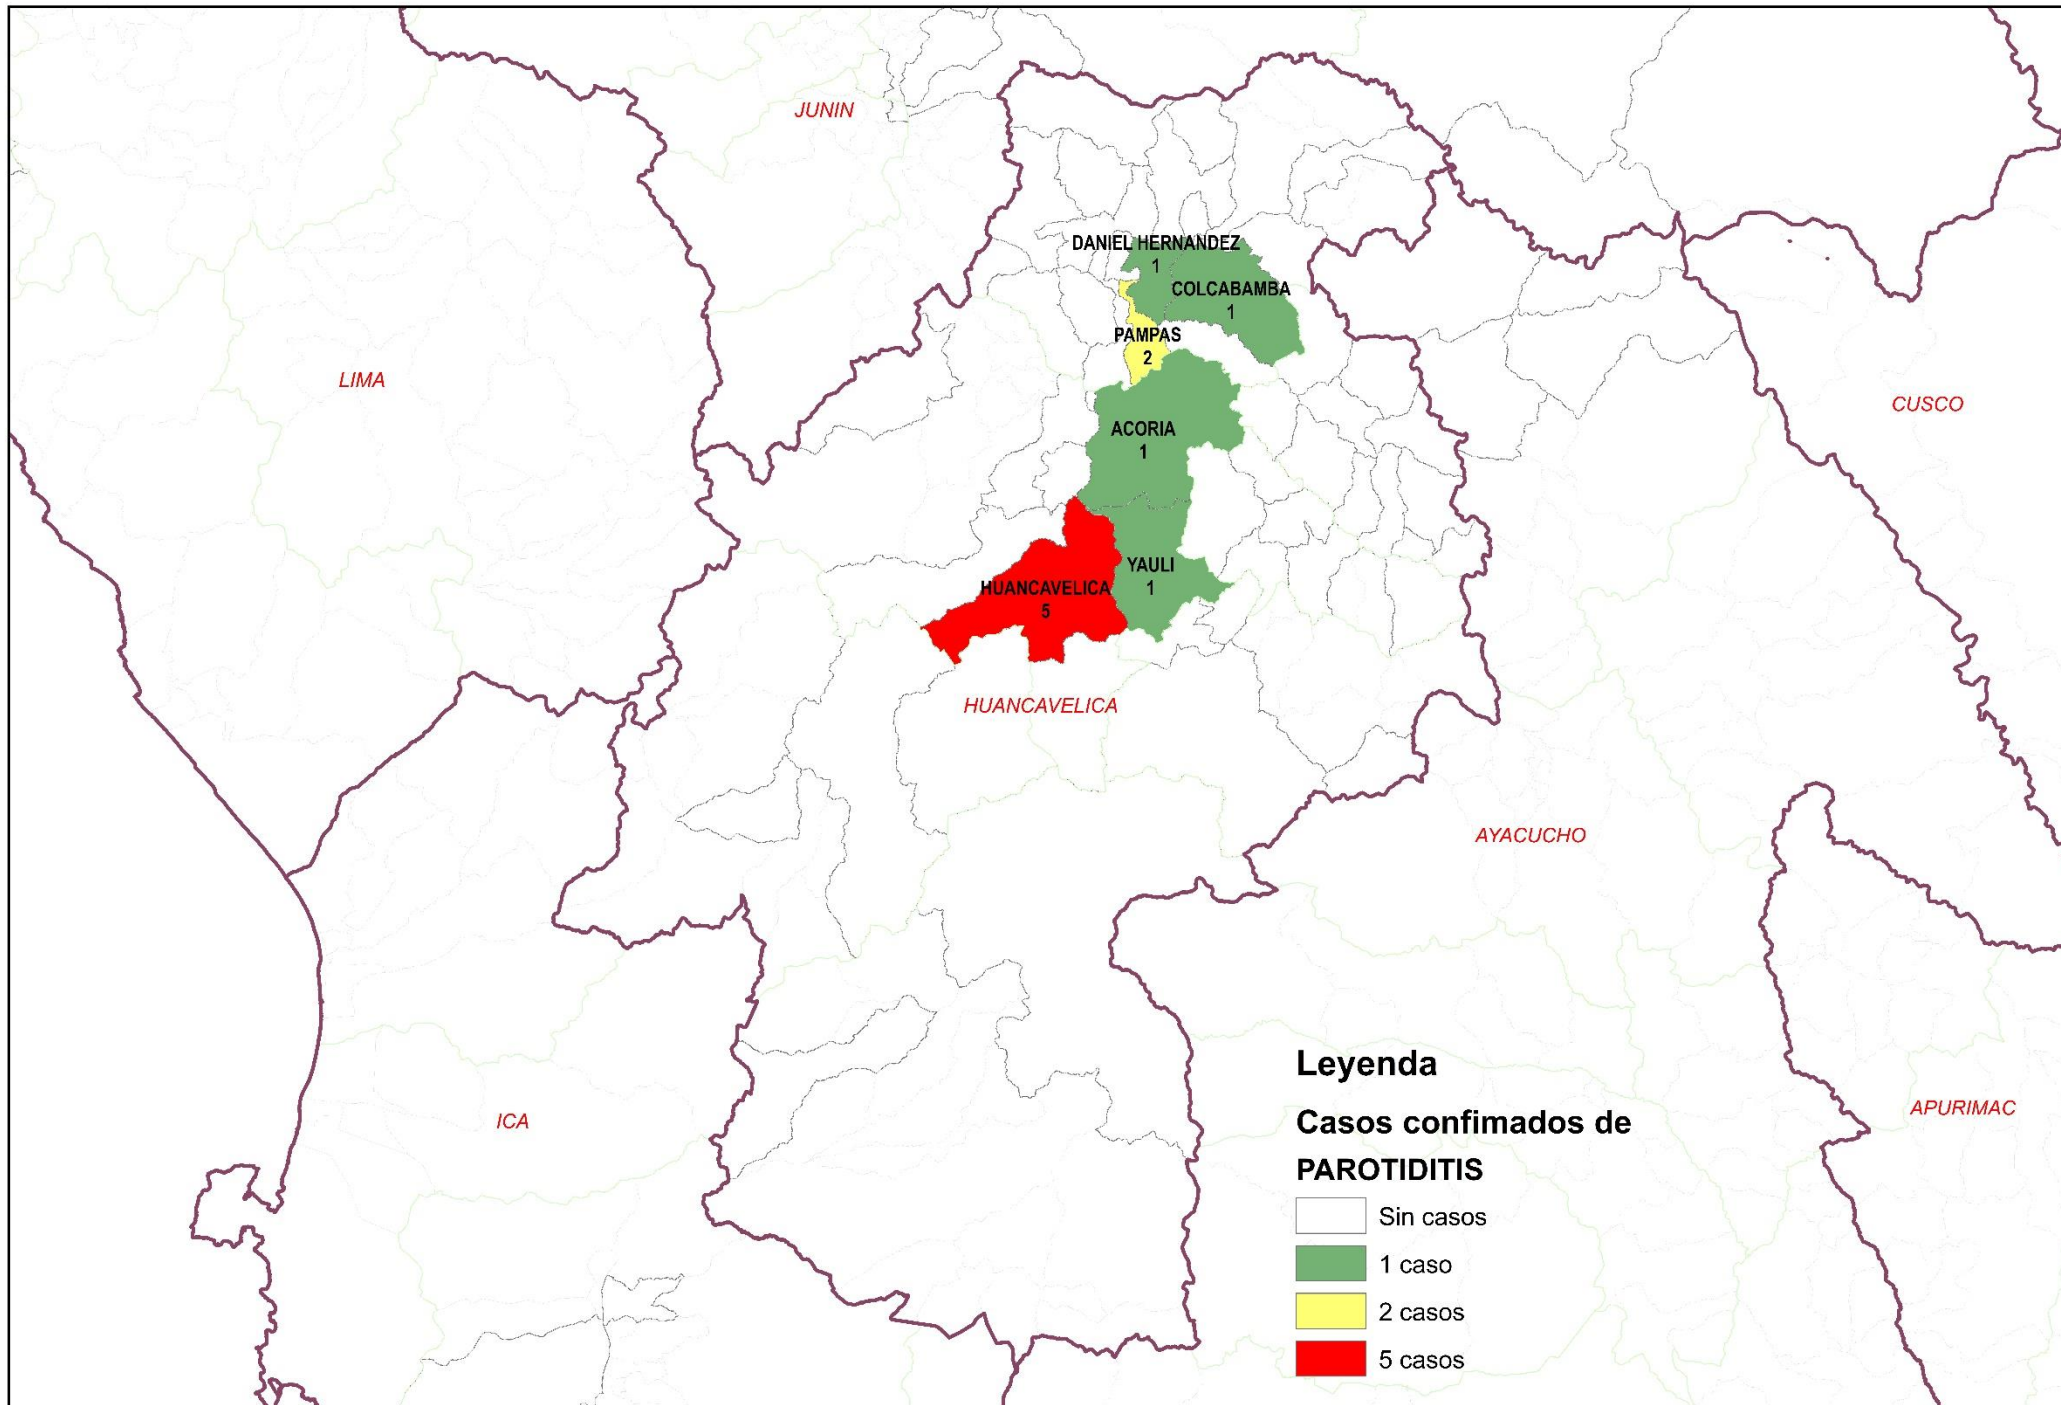 JUNIN
DANIEL HERNANDEZ
1
COLCABAMBA
1
PAMPAS
2
LIMA
CUSCO
ACORIA
1
YAULI
1
HUANCAVELICA
5
HUANCAVELICA
AYACUCHO
ICA
APURIMAC
Leyenda
Casos confimados de
PAROTIDITIS
Sin casos
1 caso
2 casos
5 casos